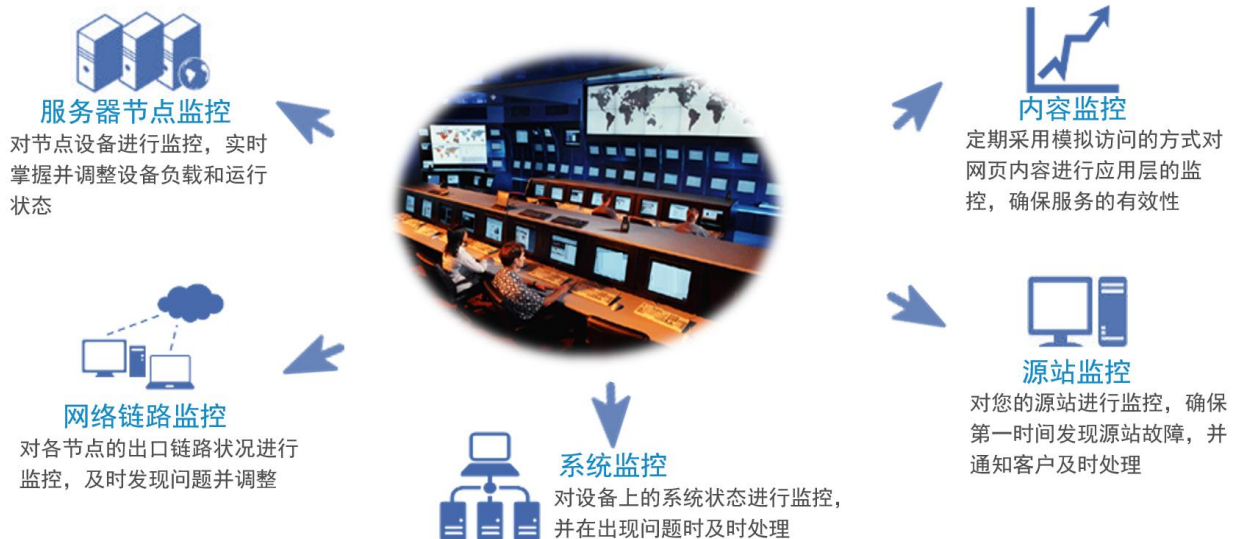 服务器节点监控
对节点设备进行监控，实时
掌握并调整设备负载和运行
状态
内容监控
定期采用模拟访问的方式对
网页内容进行应用层的监
控，确保服务的有效性
网络链路监控
对各节点的出口链路状况进行
监控，及时发现问题并调整
系统监控
对设备上的系统状态进行监控，
并在出现问题时及时处理
源站监控
对您的源站进行监控，确保
第一时间发现源站故障，并
通知客户及时处理